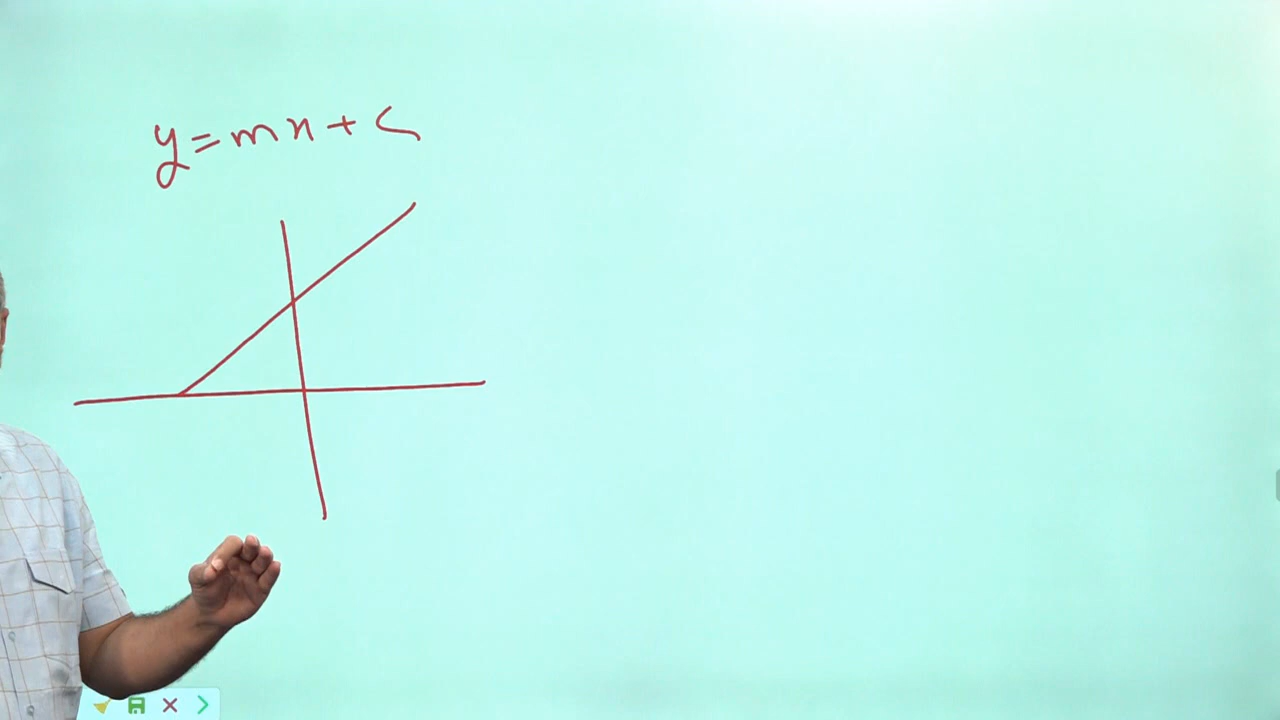 y = mx + c